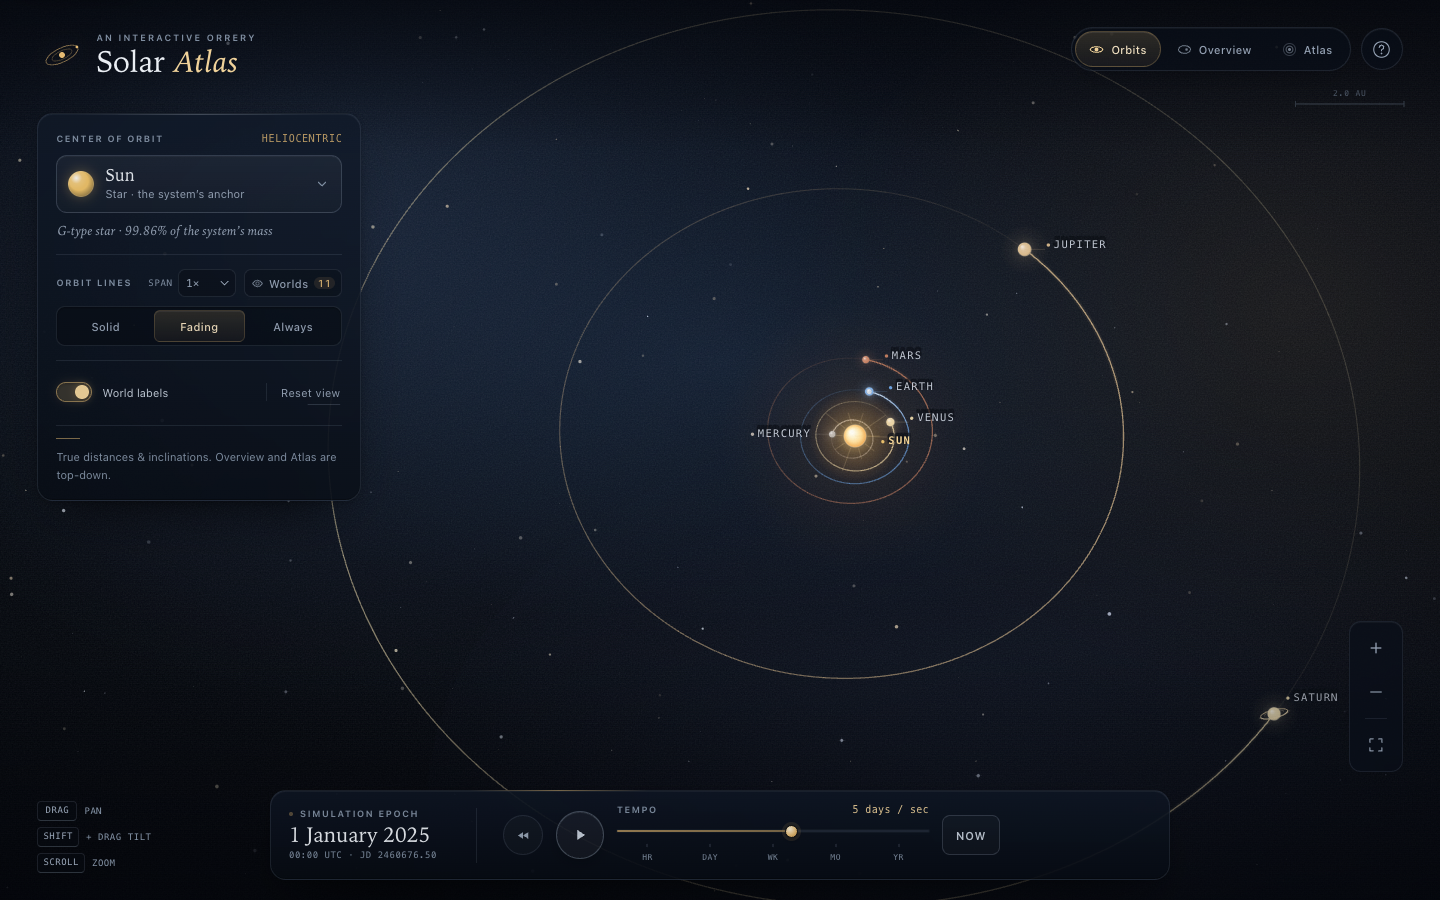 AN INTERACTIVE ORRERY
Solar Atlas
Orbits
Overview
Atlas
?
2.0 AU
CENTER OF ORBIT
HELIOCENTRIC
Sun
Star · the system's anchor
G-type star · 99.86% of the system's mass
ORBIT LINES
SPAN
1×
Worlds 11
Solid
Fading
Always
World labels
Reset view
True distances & inclinations. Overview and Atlas are
top-down.
JUPITER
MARS
EARTH
VENUS
MERCURY
SUN
SATURN
DRAG PAN
SHIFT + DRAG TILT
SCROLL ZOOM
SIMULATION EPOCH
1 January 2025
00:00 UTC · JD 2460676.50
TEMPO
5 days / sec
HR
DAY
WK
MO
YR
NOW